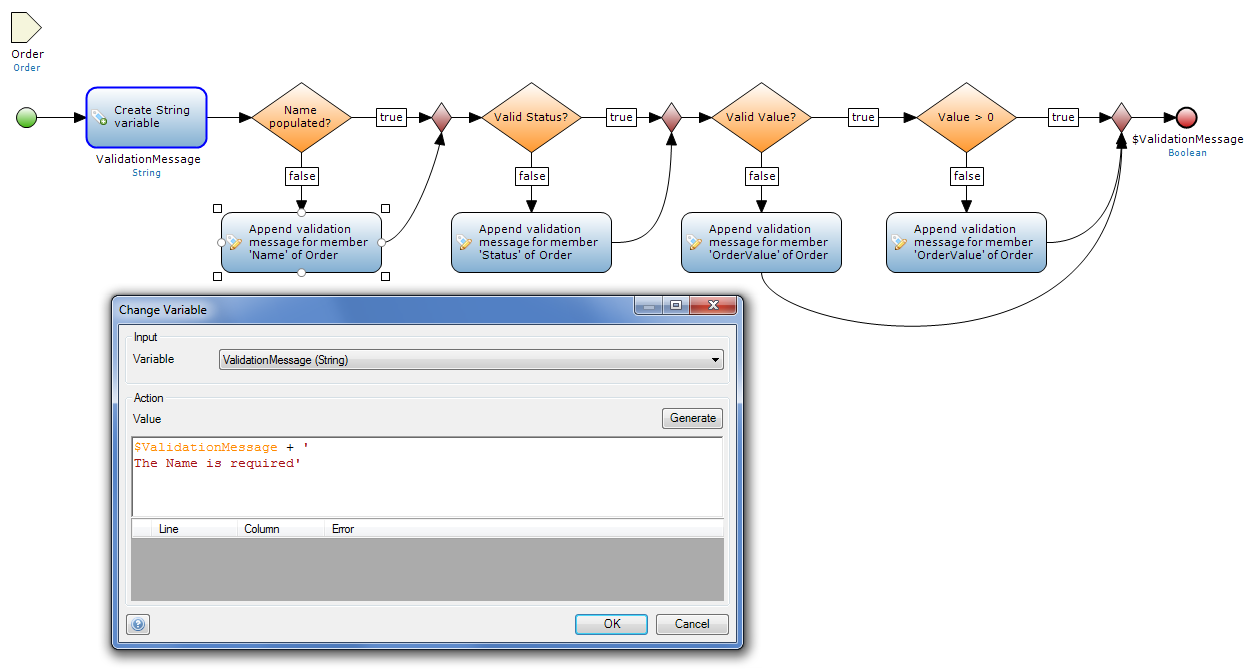 Order
Order
Create String
variable
ValidationMessage
String
Name
populated?
true
false
Append validation
message for member
'Name' of Order
Valid Status?
true
false
Append validation
message for member
'Status' of Order
Valid Value?
true
false
Append validation
message for member
'OrderValue' of Order
Value > 0
true
false
Append validation
message for member
'OrderValue' of Order
$ValidationMessage
Boolean
Change Variable
Input
Variable
ValidationMessage (String)
Action
Value
Generate
$ValidationMessage + '
The Name is required'
Line Column Error
OK Cancel